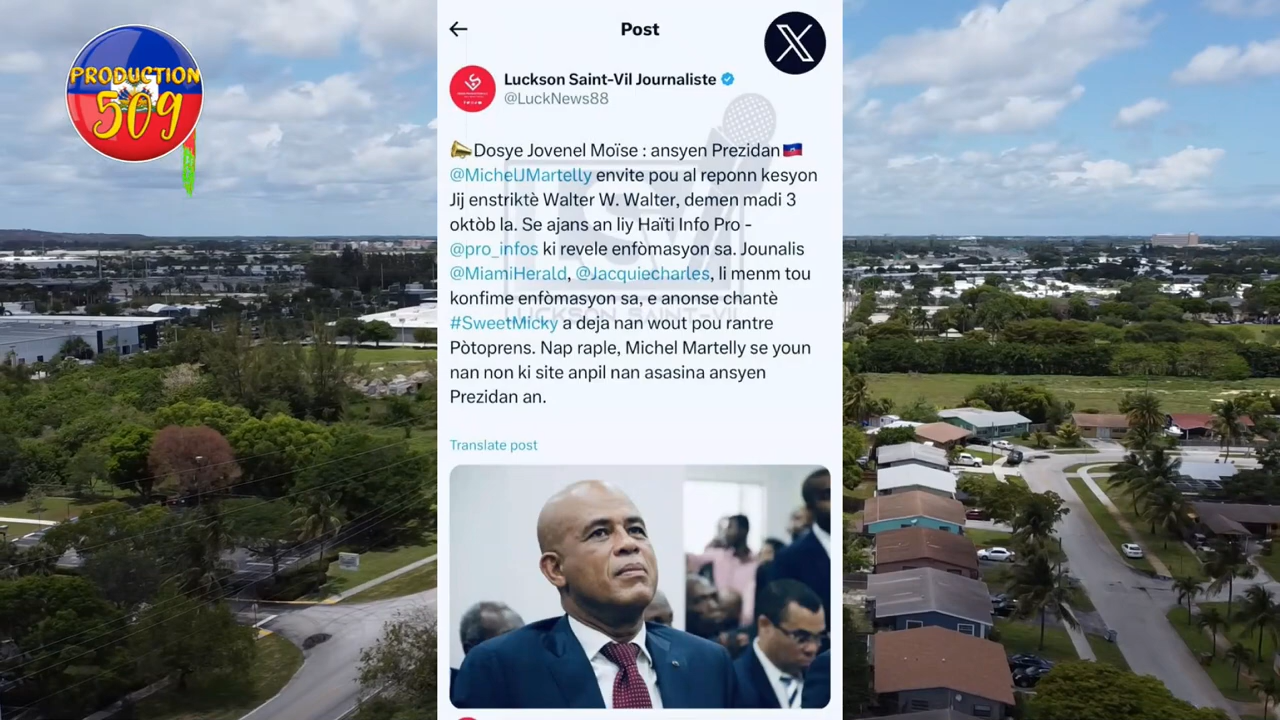 PRODUCTION
509
Post
X
Luckson Saint-Vil Journaliste
@LuckNews88
Dosye Jovenel Moïse : ansyen Prezidan
@MichelJMartelly envite pou al reponn kesyon
Jij enstriktè Walter W. Walter, demen madi 3
oktòb la. Se ajans an liy Haïti Info Pro -
@pro_infos ki revele enfòmasyon sa. Jounalis
@MiamiHerald, @Jacquiecharles, li menm tou
konfime enfòmasyon sa, e anonse chantè
LUCKSON SAINT-VIL
#SweetMicky a deja nan wout pou rantre
Pòtoprens. Nap raple, Michel Martelly se youn
nan non ki site anpil nan asasina ansyen
Prezidan an.
Translate post